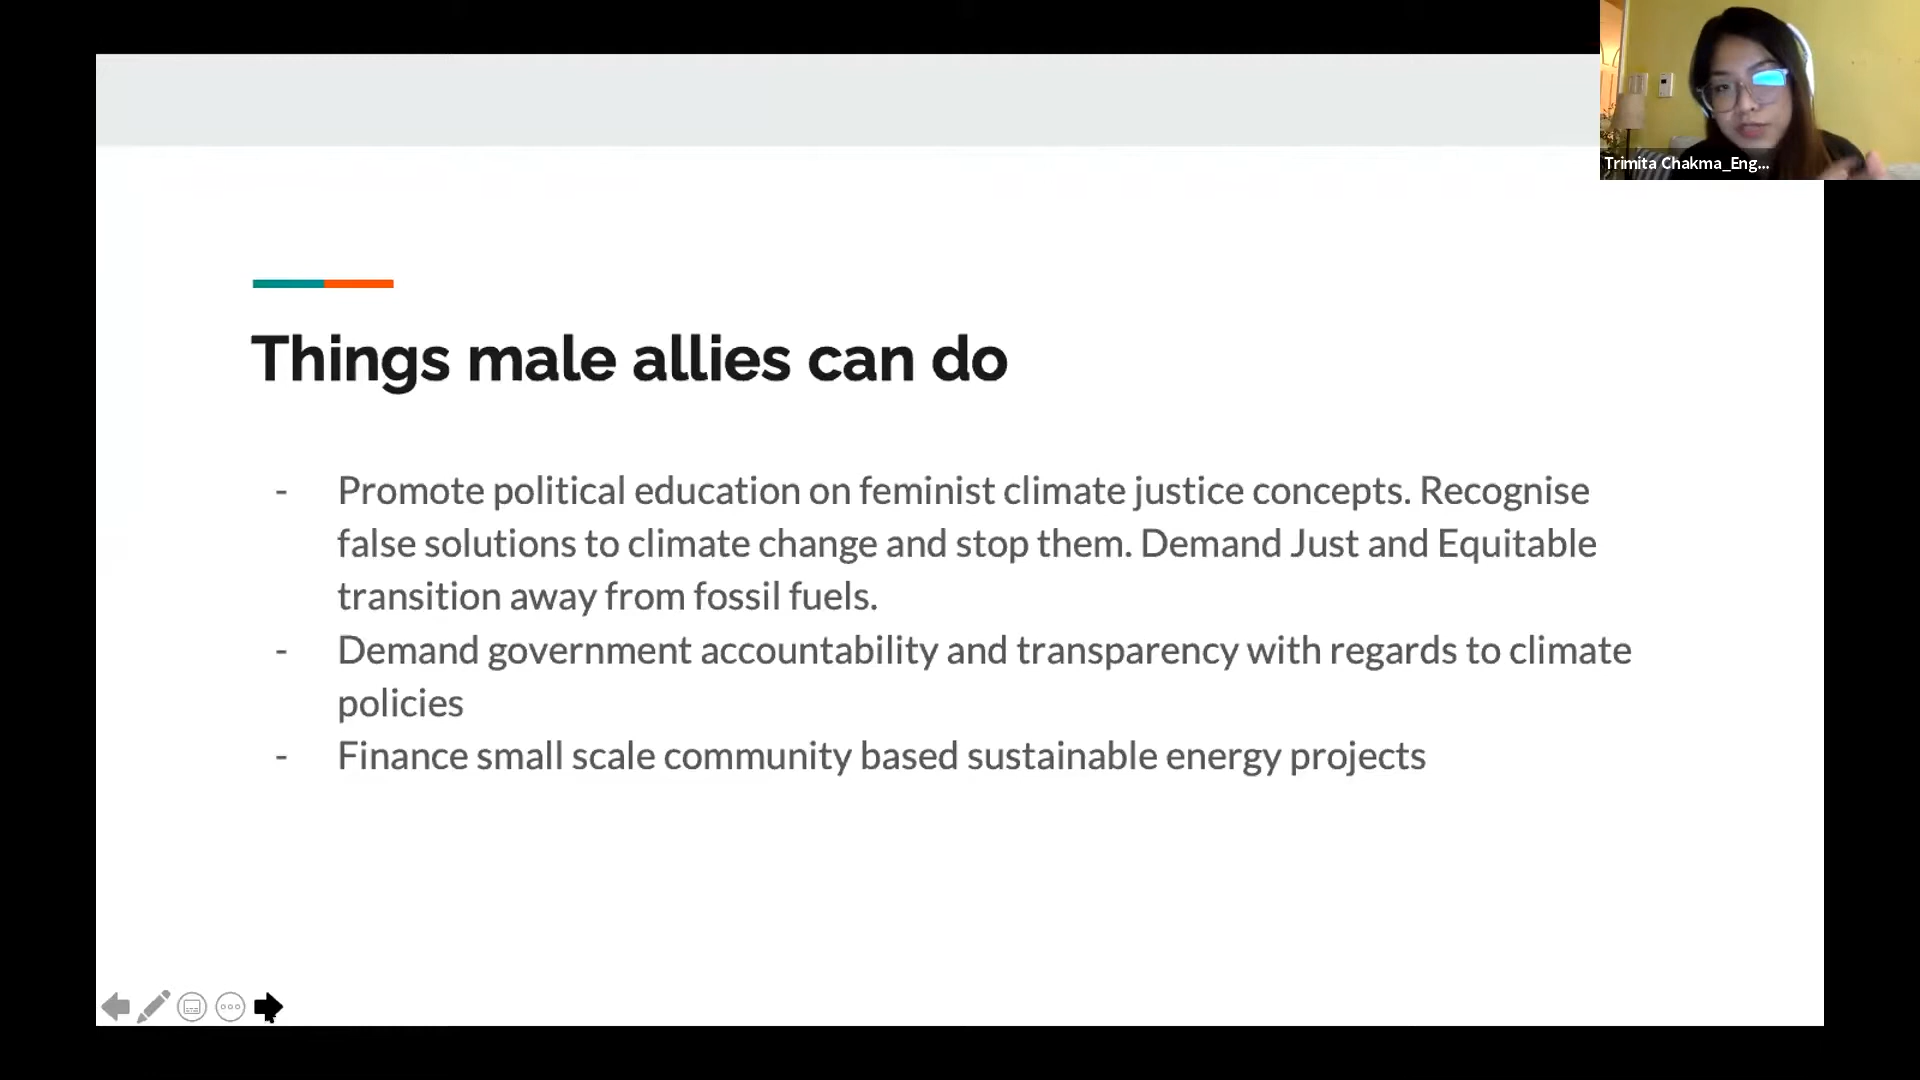 Trimita Chakma_Eng...
Things male allies can do
- Promote political education on feminist climate justice concepts. Recognise
false solutions to climate change and stop them. Demand Just and Equitable
transition away from fossil fuels.
- Demand government accountability and transparency with regards to climate
policies
- Finance small scale community based sustainable energy projects